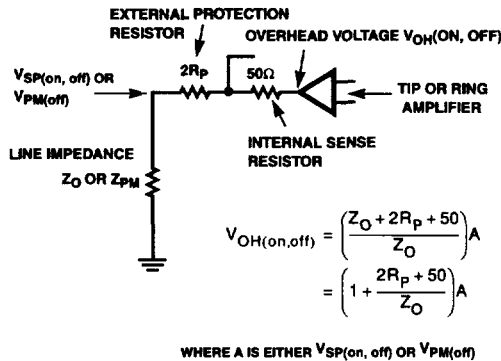 EXTERNAL PROTECTION
RESISTOR
OVERHEAD VOLTAGE VOH(ON, OFF)
VSP(on, off) OR
VPM(off)
2RP
50Ω
TIP OR RING
AMPLIFIER
INTERNAL SENSE
RESISTOR
LINE IMPEDANCE
ZO OR ZPM
VOH(on,off) = ((ZO + 2RP + 50) / ZO) A
= (1 + (2RP + 50) / ZO) A
WHERE A IS EITHER VSP(on, off) OR VPM(off)